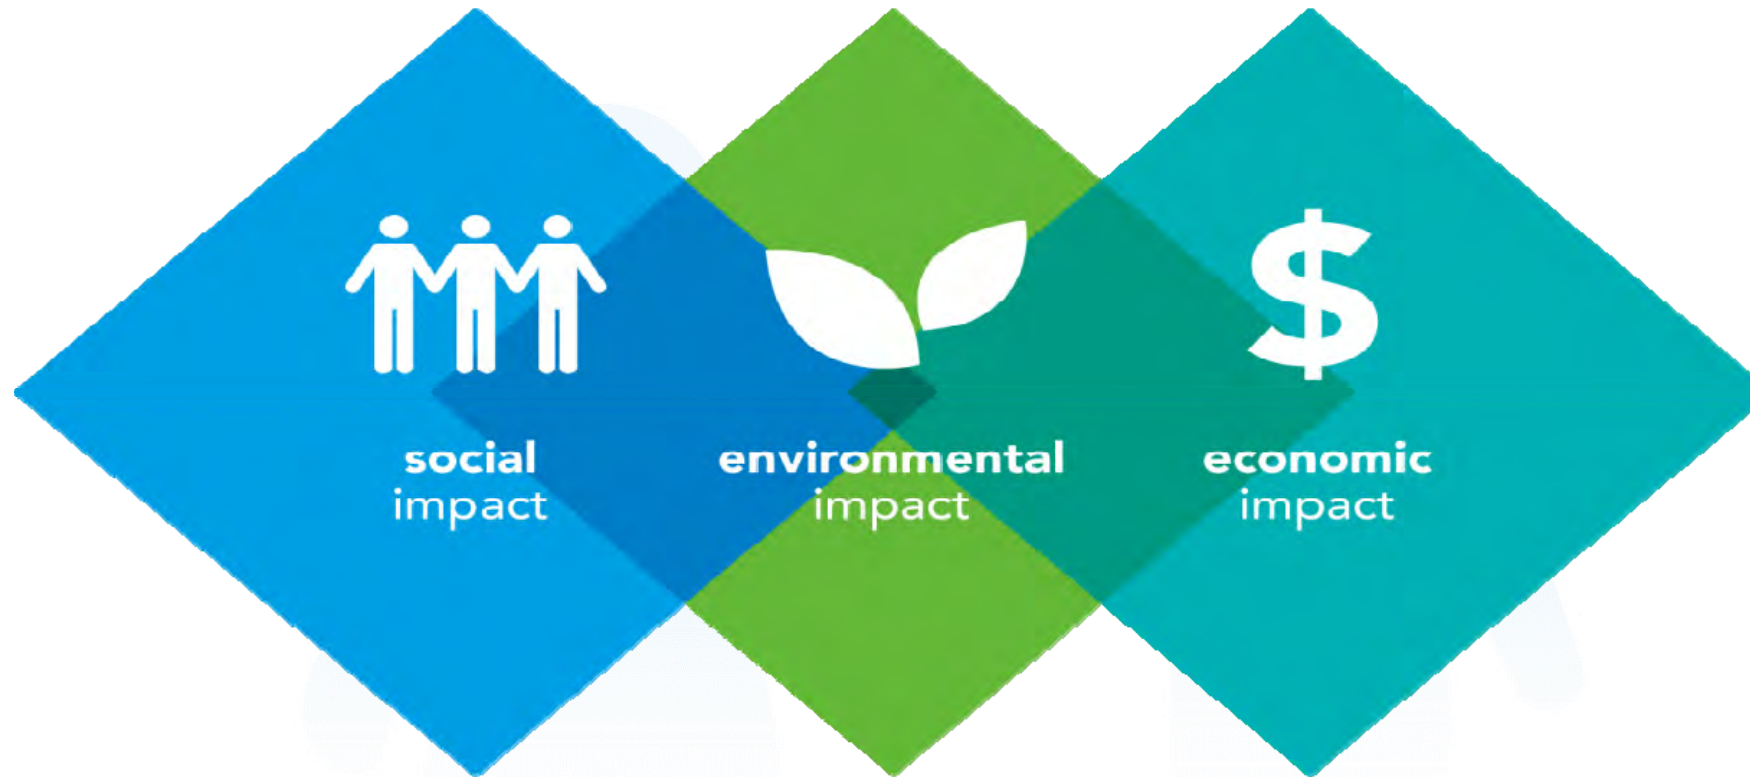 $
social
impact
environmental
impact
economic
impact